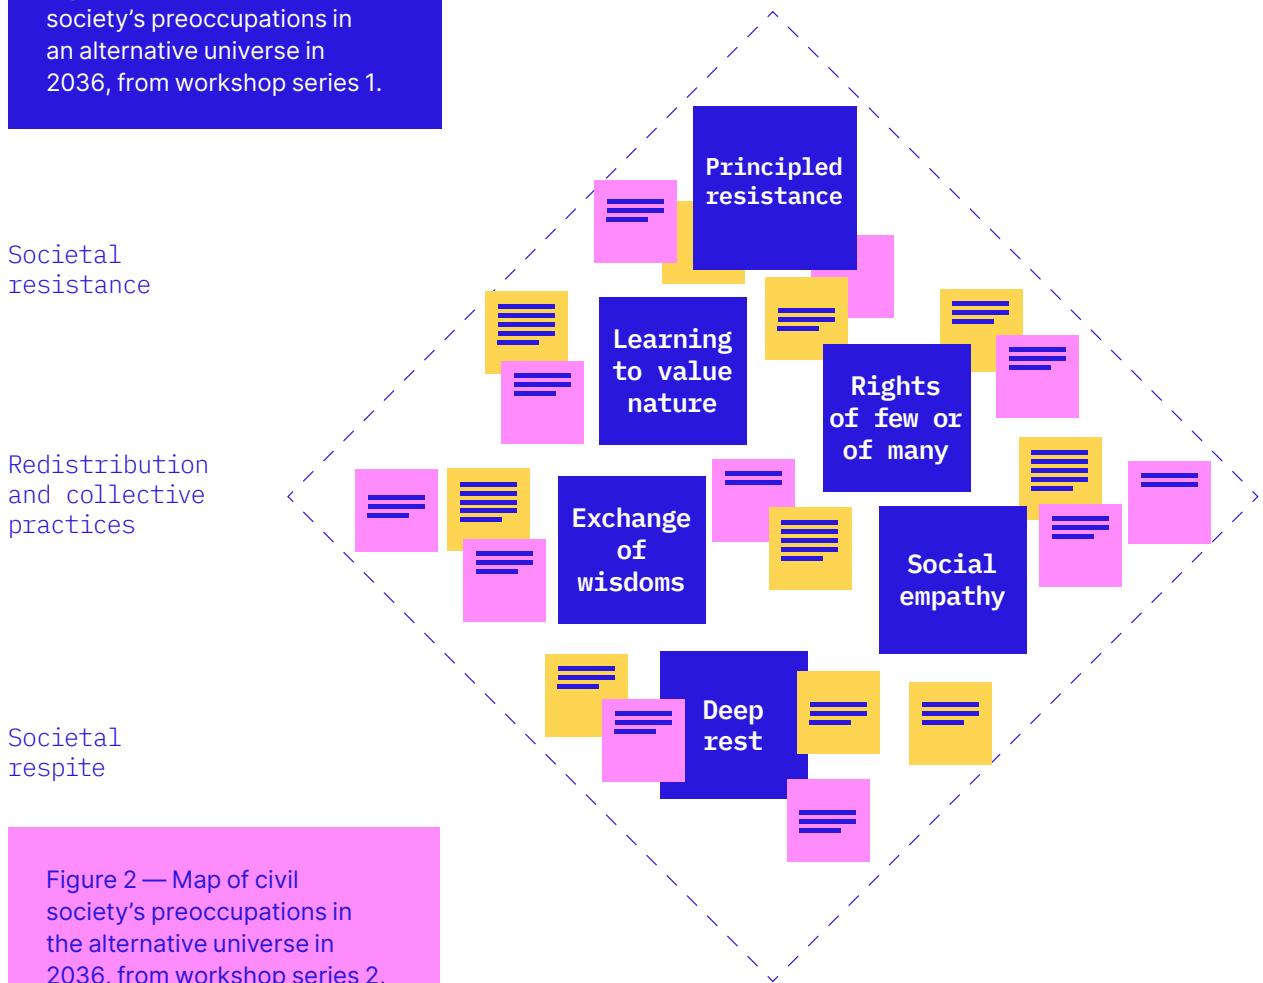 society's preoccupations in
an alternative universe in
2036, from workshop series 1.
Principled
resistance
Societal
resistance
Learning
to value
nature
Rights
of few or
of many
Redistribution
and collective
practices
Exchange
of
wisdoms
Social
empathy
Deep
rest
Societal
respite
Figure 2 — Map of civil
society's preoccupations in
the alternative universe in
2036, from workshop series 2.